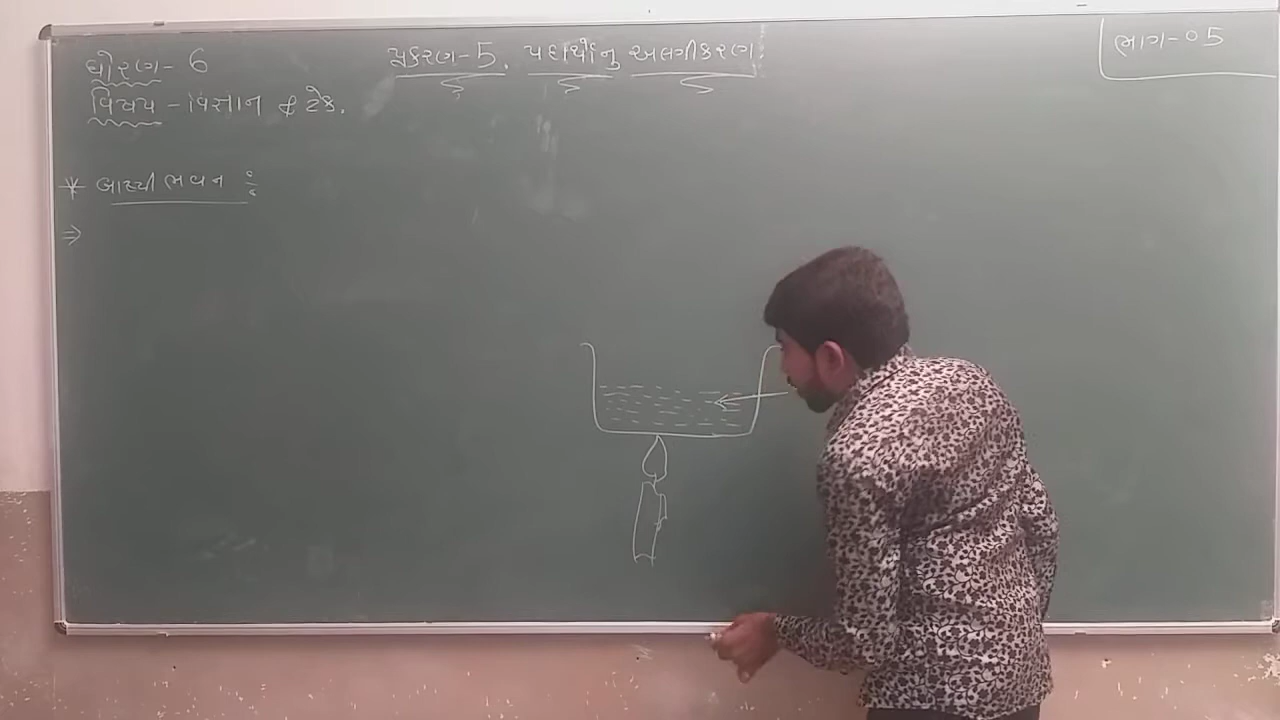 ધોરણ - 6
પ્રકરણ-5. પદાર્થોનું અલગીકરણ.
ભાગ-05
વિષય - વિજ્ઞાન & ટેક.
* બાષ્પીભવન :
⇒